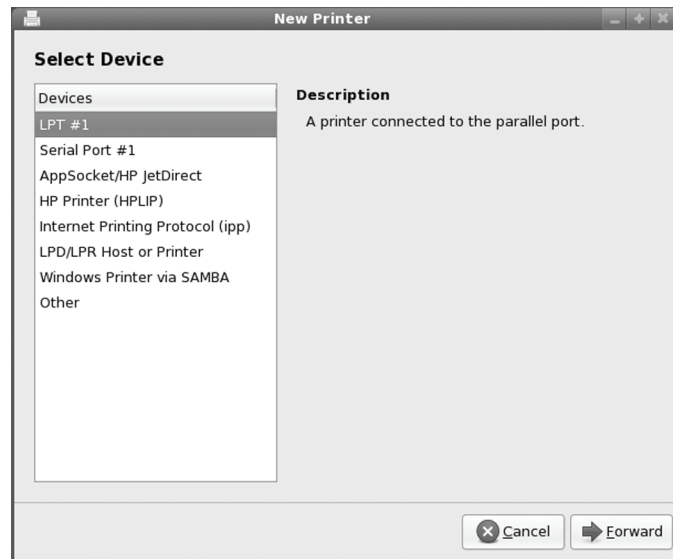 New Printer
Select Device
Devices
LPT #1
Serial Port #1
AppSocket/HP JetDirect
HP Printer (HPLIP)
Internet Printing Protocol (ipp)
LPD/LPR Host or Printer
Windows Printer via SAMBA
Other
Description
A printer connected to the parallel port.
Cancel
Forward